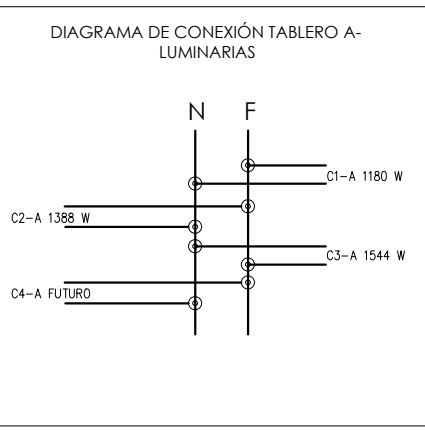 DIAGRAMA DE CONEXIÓN TABLERO A-
LUMINARIAS
N F
C1-A 1180 W
C2-A 1388 W
C3-A 1544 W
C4-A FUTURO